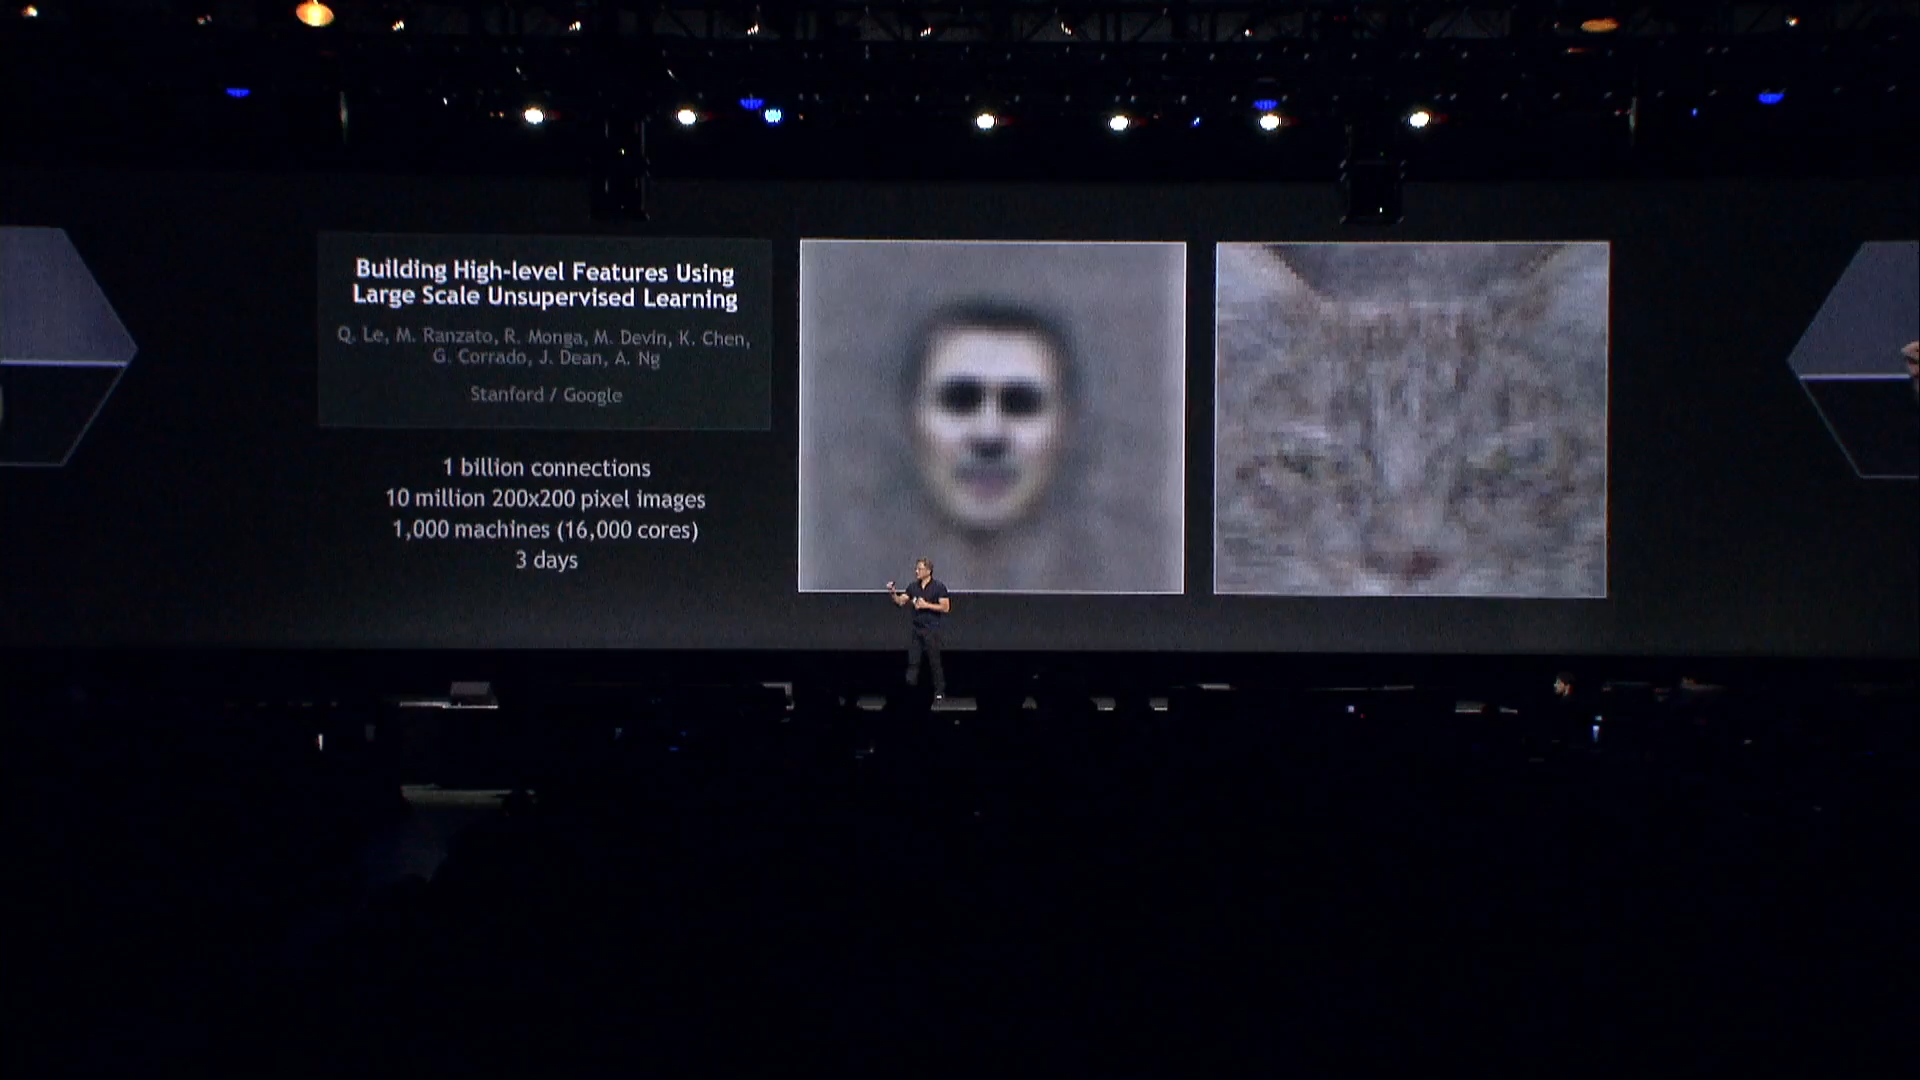 Building High-level Features Using
Large Scale Unsupervised Learning
Q. Le, M. Ranzato, R. Monga, M. Devin, K. Chen,
G. Corrado, J. Dean, A. Ng
Stanford / Google
1 billion connections
10 million 200x200 pixel images
1,000 machines (16,000 cores)
3 days